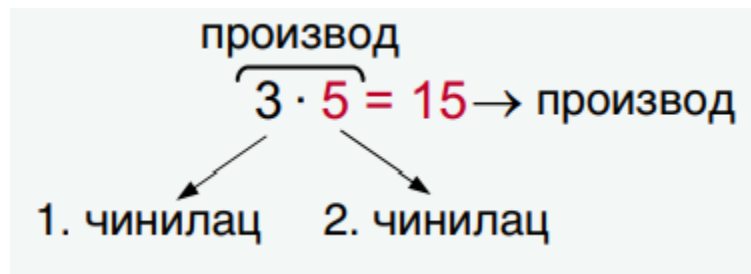 производ
3 · 5 = 15 → производ
1. чинилац 2. чинилац